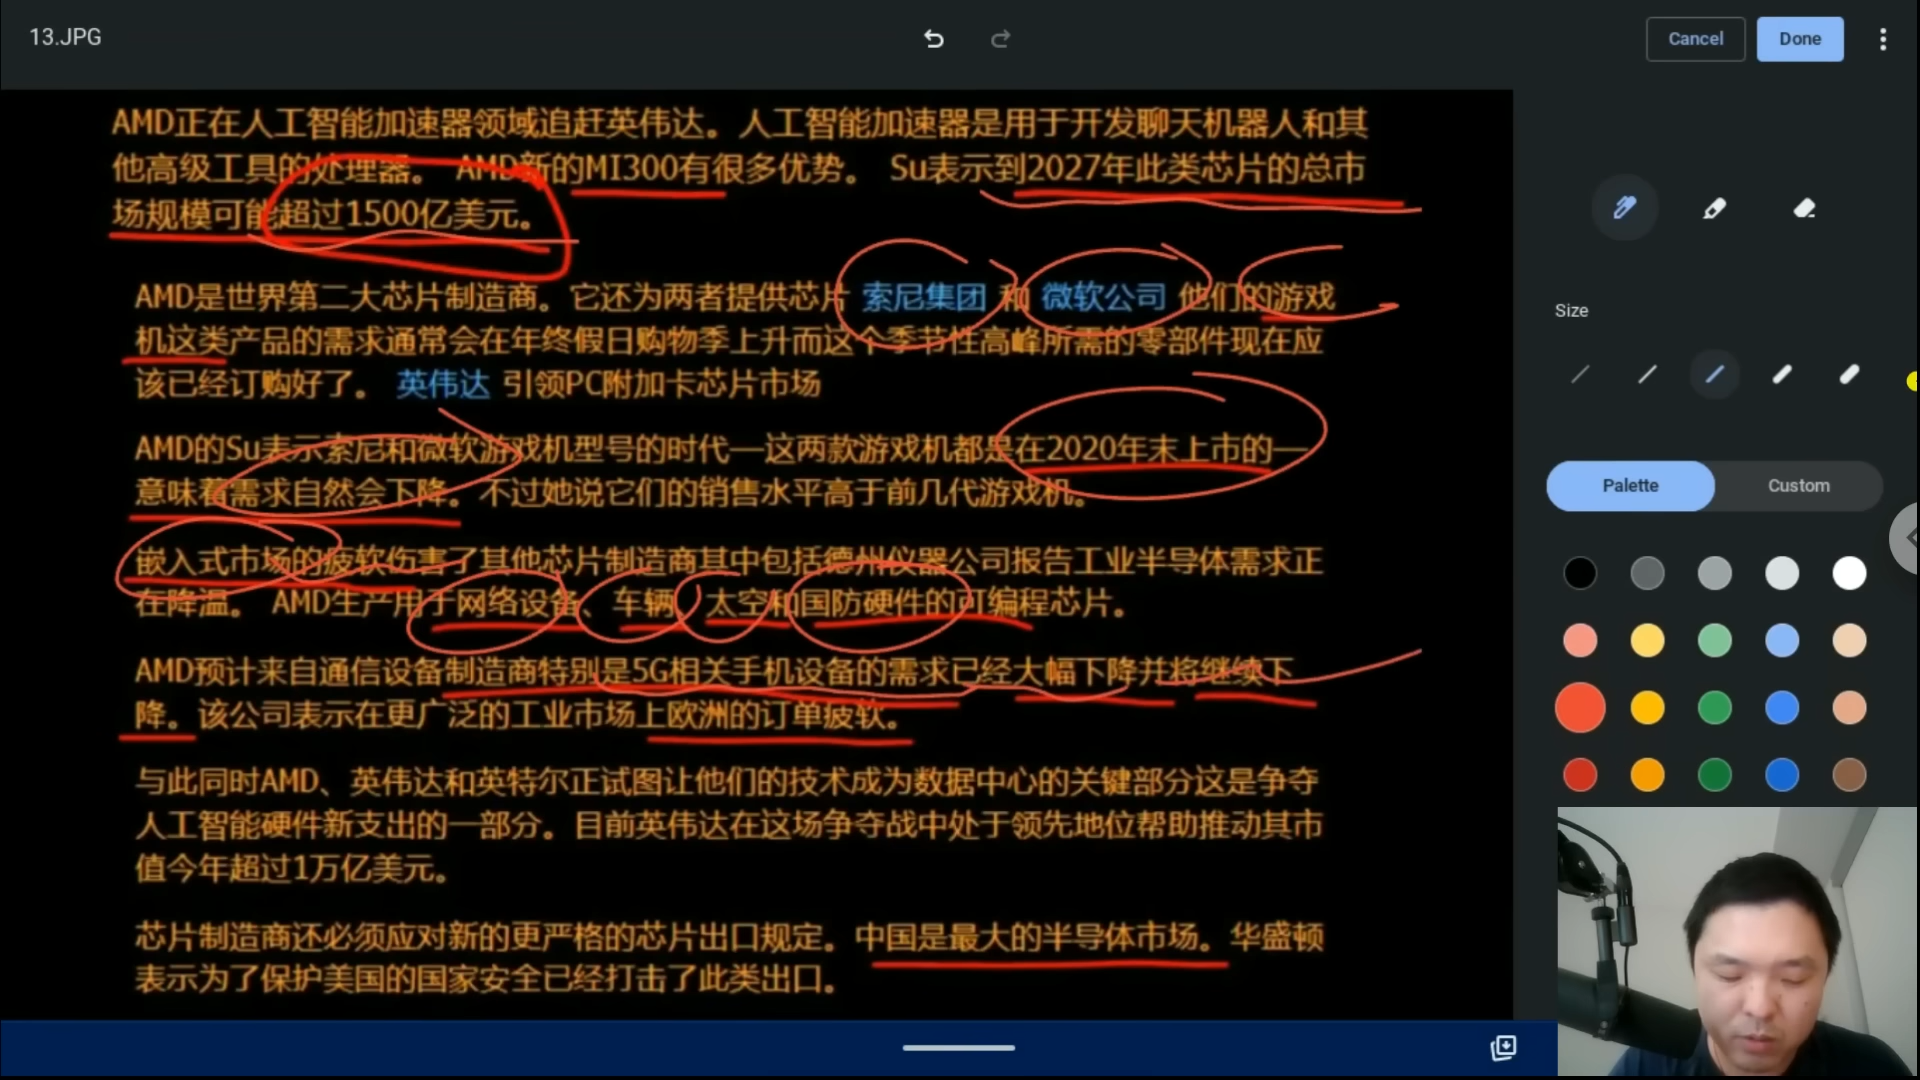 13.JPG
Cancel
Done
AMD正在人工智能加速器领域追赶英伟达。人工智能加速器是用于开发聊天机器人和其
他高级工具的处理器。 AMD新的MI300有很多优势。 Su表示到2027年此类芯片的总市
场规模可能超过1500亿美元。
AMD是世界第二大芯片制造商。它还为两者提供芯片 索尼集团 和 微软公司 他们的游戏
机这类产品的需求通常会在年终假日购物季上升而这个季节性高峰所需的零部件现在应
该已经订购好了。 英伟达 引领PC附加卡芯片市场
AMD的Su表示索尼和微软游戏机型号的时代—这两款游戏机都是在2020年末上市的—
意味着需求自然会下降。不过她说它们的销售水平高于前几代游戏机。
嵌入式市场的疲软伤害了其他芯片制造商其中包括德州仪器公司报告工业半导体需求正
在降温。 AMD生产用于网络设备、车辆、太空和国防硬件的可编程芯片。
AMD预计来自通信设备制造商特别是5G相关手机设备的需求已经大幅下降并将继续下
降。该公司表示在更广泛的工业市场上欧洲的订单疲软。
与此同时AMD、英伟达和英特尔正试图让他们的技术成为数据中心的关键部分这是争夺
人工智能硬件新支出的一部分。目前英伟达在这场争夺战中处于领先地位帮助推动其市
值今年超过1万亿美元。
芯片制造商还必须应对新的更严格的芯片出口规定。中国是最大的半导体市场。华盛顿
表示为了保护美国的国家安全已经打击了此类出口。
Size
Palette
Custom